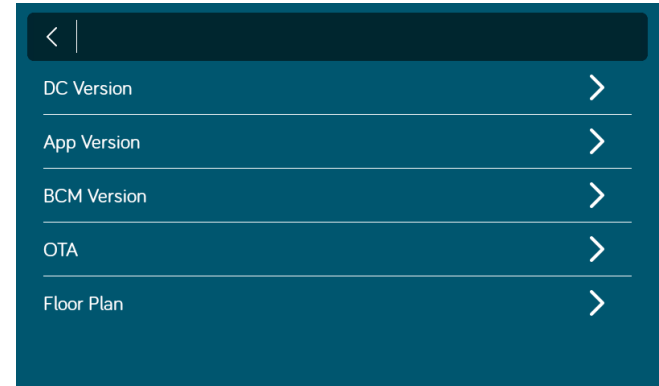 DC Version
App Version
BCM Version
OTA
Floor Plan